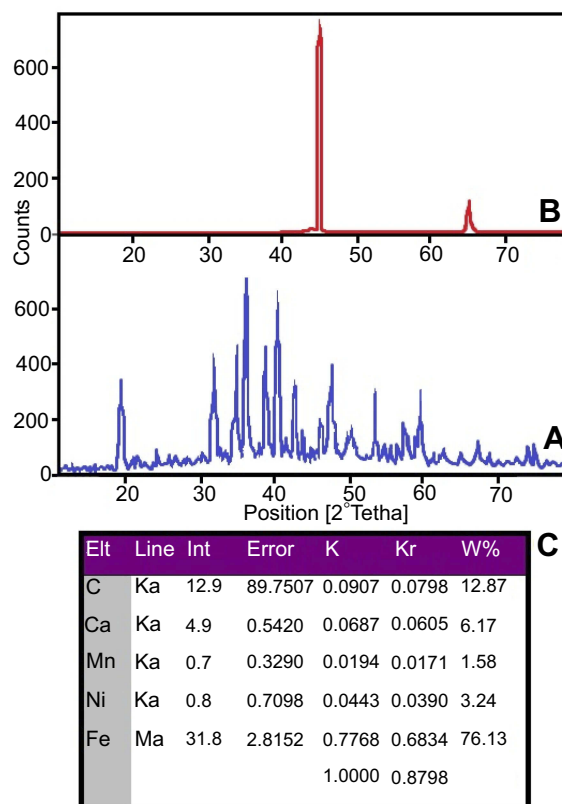 600
400
200
0
B
20 30 40 50 60 70
Counts
600
400
200
0
A
20 30 40 50 60 70
Position [2°Tetha]
C
Elt Line Int Error K Kr W%
C Ka 12.9 89.7507 0.0907 0.0798 12.87
Ca Ka 4.9 0.5420 0.0687 0.0605 6.17
Mn Ka 0.7 0.3290 0.0194 0.0171 1.58
Ni Ka 0.8 0.7098 0.0443 0.0390 3.24
Fe Ma 31.8 2.8152 0.7768 0.6834 76.13
1.0000 0.8798